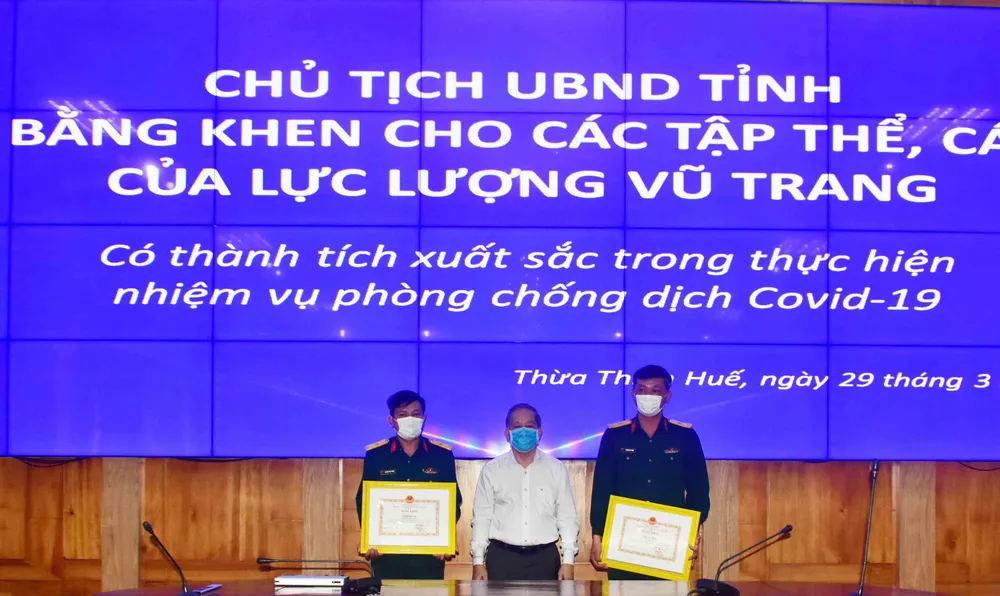 CHỦ TỊCH UBND TỈNH
BẰNG KHEN CHO CÁC TẬP THỂ, CÁ
CỦA LỰC LƯỢNG VŨ TRANG
Có thành tích xuất sắc trong thực hiện
nhiệm vụ phòng chống dịch Covid-19
Thừa Huế, ngày 29 tháng 3